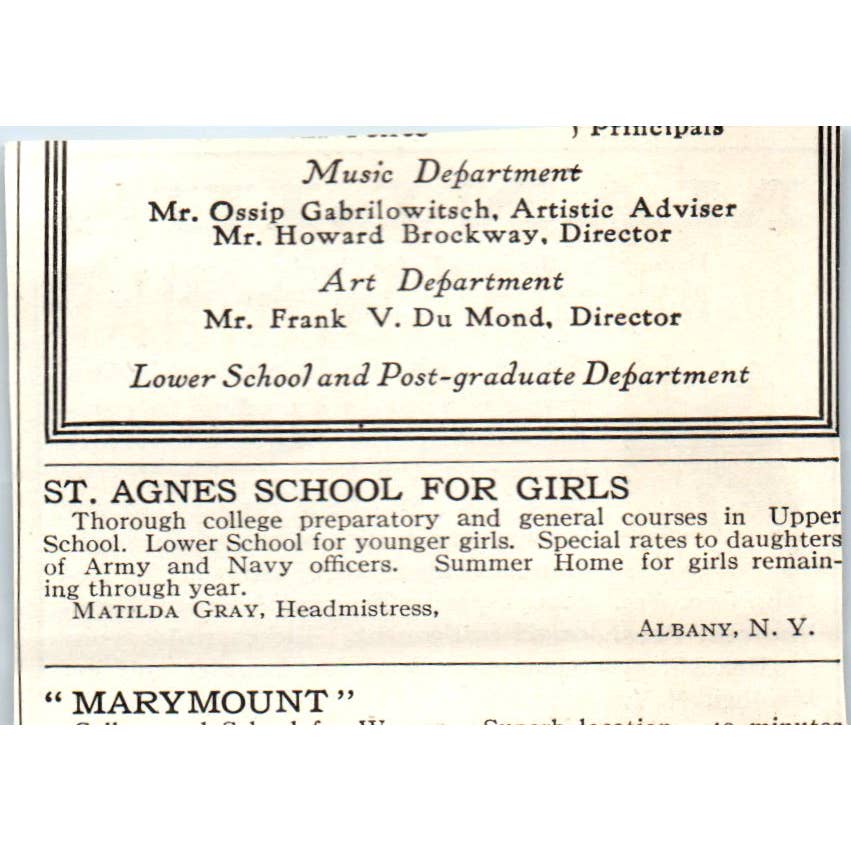 , Principals
Music Department
Mr. Ossip Gabrilowitsch, Artistic Adviser
Mr. Howard Brockway, Director
Art Department
Mr. Frank V. Du Mond, Director
Lower School and Post-graduate Department
ST. AGNES SCHOOL FOR GIRLS
Thorough college preparatory and general courses in Upper
School. Lower School for younger girls. Special rates to daughters
of Army and Navy officers. Summer Home for girls remain-
ing through year.
MATILDA GRAY, Headmistress,
ALBANY, N. Y.
“ MARYMOUNT ”